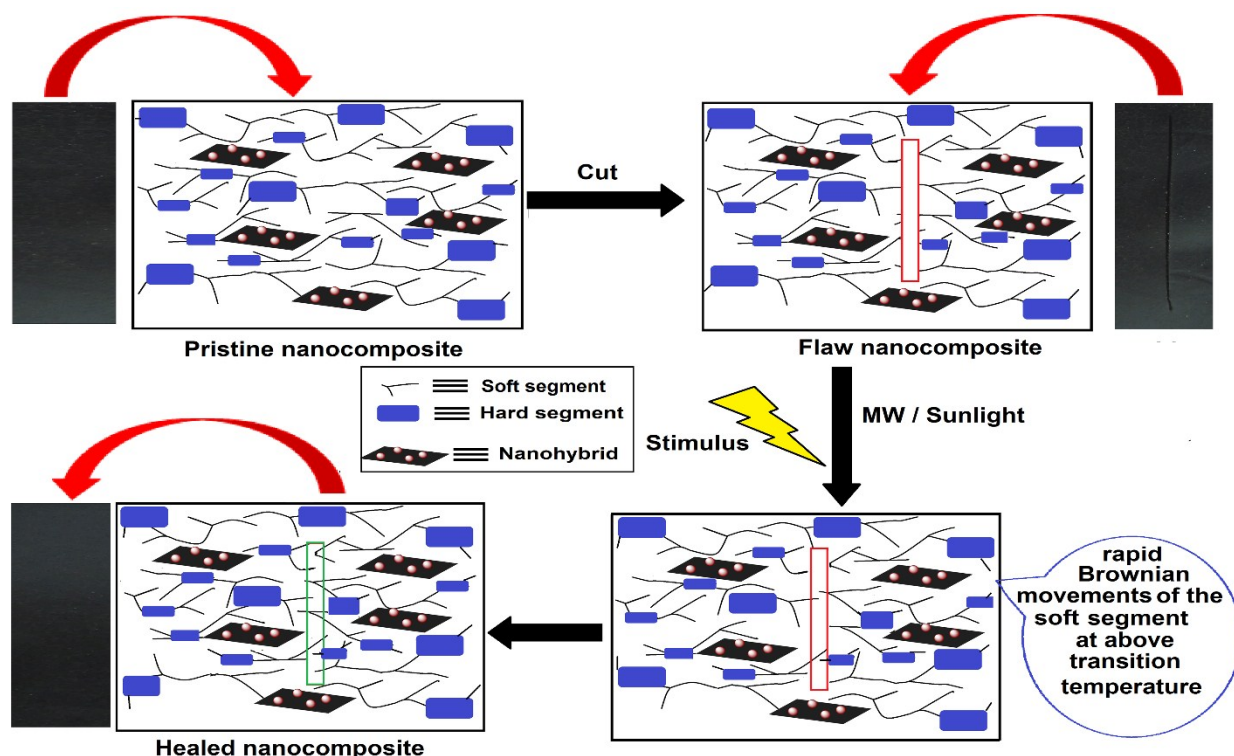 Cut
Pristine nanocomposite
Flaw nanocomposite
Soft segment
Hard segment
Nanohybrid
Stimulus
MW / Sunlight
rapid
Brownian
movements of the
soft segment
at above
transition
temperature
Healed nanocomposite